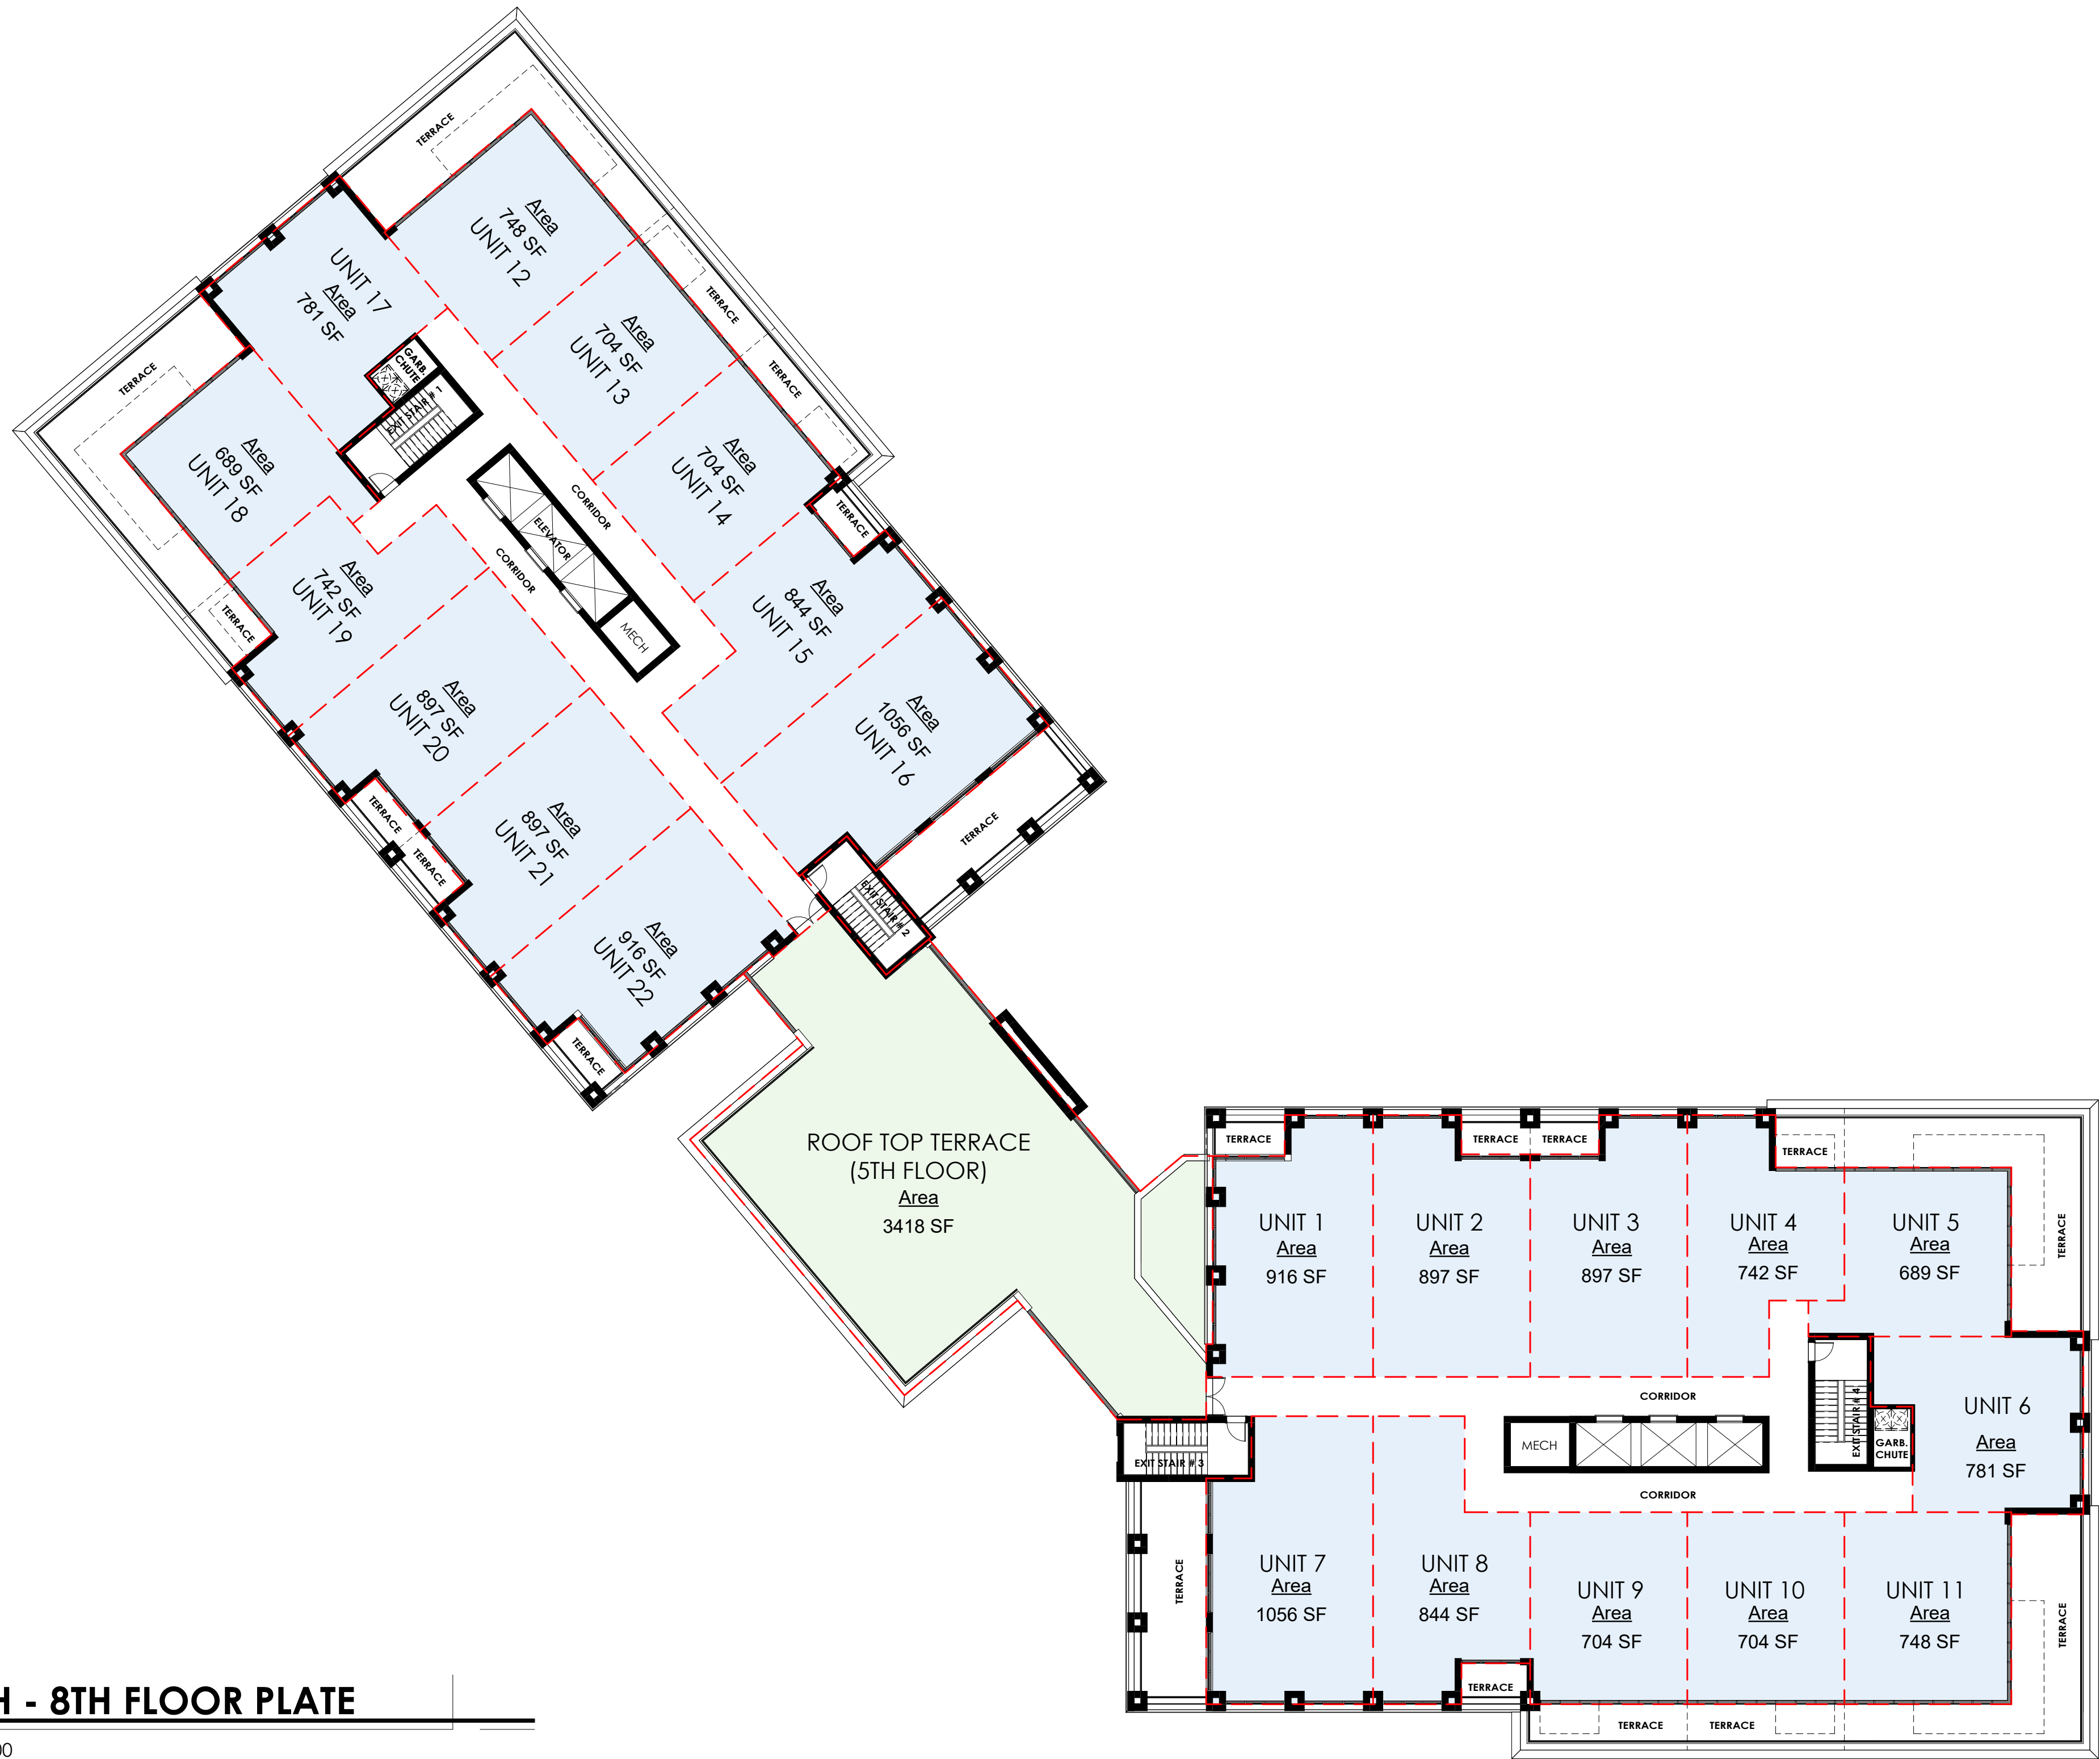 TERRACE
Area
748 SF
UNIT 12
UNIT 17
Area
781 SF
GARB.
CHUTE
EXIT STAIR # 1
TERRACE
Area
704 SF
UNIT 13
TERRACE
TERRACE
TERRACE
Area
689 SF
UNIT 18
Area
704 SF
UNIT 14
CORRIDOR
ELEVATOR
CORRIDOR
MECH
TERRACE
Area
742 SF
UNIT 19
TERRACE
Area
844 SF
UNIT 15
Area
897 SF
UNIT 20
Area
1056 SF
UNIT 16
TERRACE
TERRACE
TERRACE
Area
897 SF
UNIT 21
EXIT STAIR # 2
Area
916 SF
UNIT 22
TERRACE
ROOF TOP TERRACE
(5TH FLOOR)
Area
3418 SF
TERRACE
TERRACE
TERRACE
TERRACE
TERRACE
UNIT 1
Area
916 SF
UNIT 2
Area
897 SF
UNIT 3
Area
897 SF
UNIT 4
Area
742 SF
UNIT 5
Area
689 SF
CORRIDOR
MECH
EXIT STAIR # 4
GARB.
CHUTE
UNIT 6
Area
781 SF
EXIT STAIR # 3
CORRIDOR
TERRACE
UNIT 7
Area
1056 SF
UNIT 8
Area
844 SF
UNIT 9
Area
704 SF
UNIT 10
Area
704 SF
UNIT 11
Area
748 SF
TERRACE
TERRACE
TERRACE
TERRACE
H - 8TH FLOOR PLATE
00